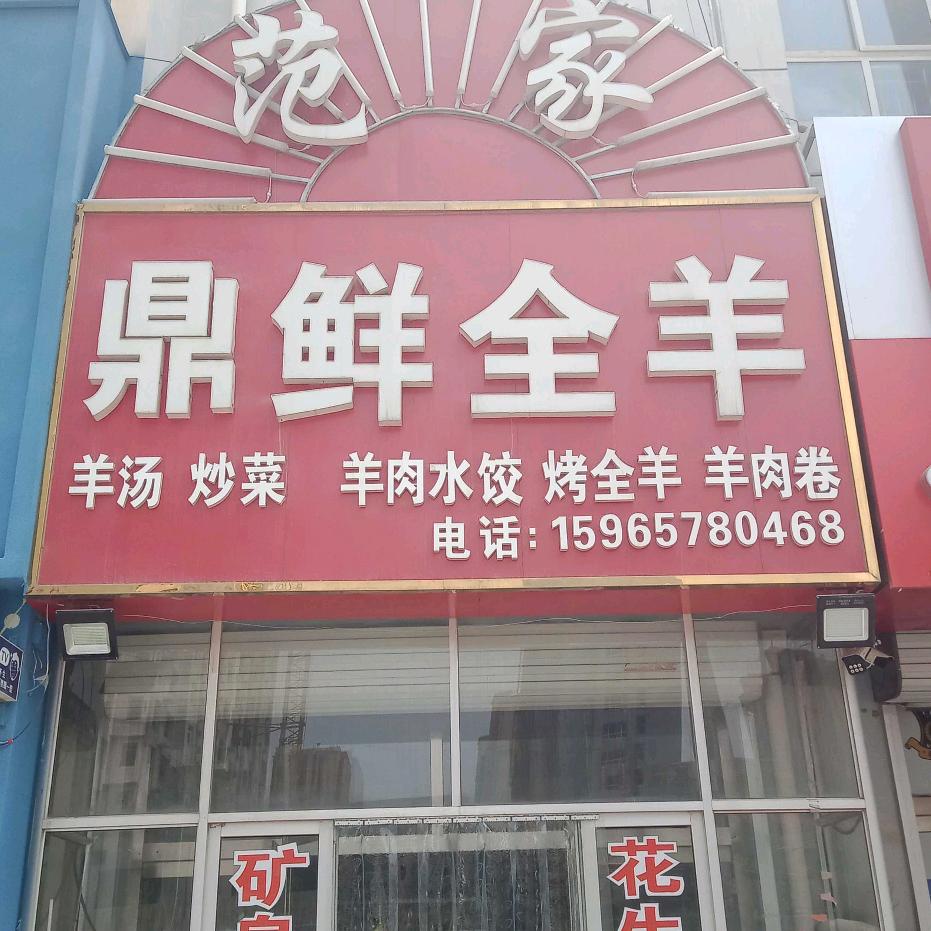 范家
鼎鲜全羊
羊汤 炒菜 羊肉水饺 烤全羊 羊肉卷
电话:15965780468
矿
花